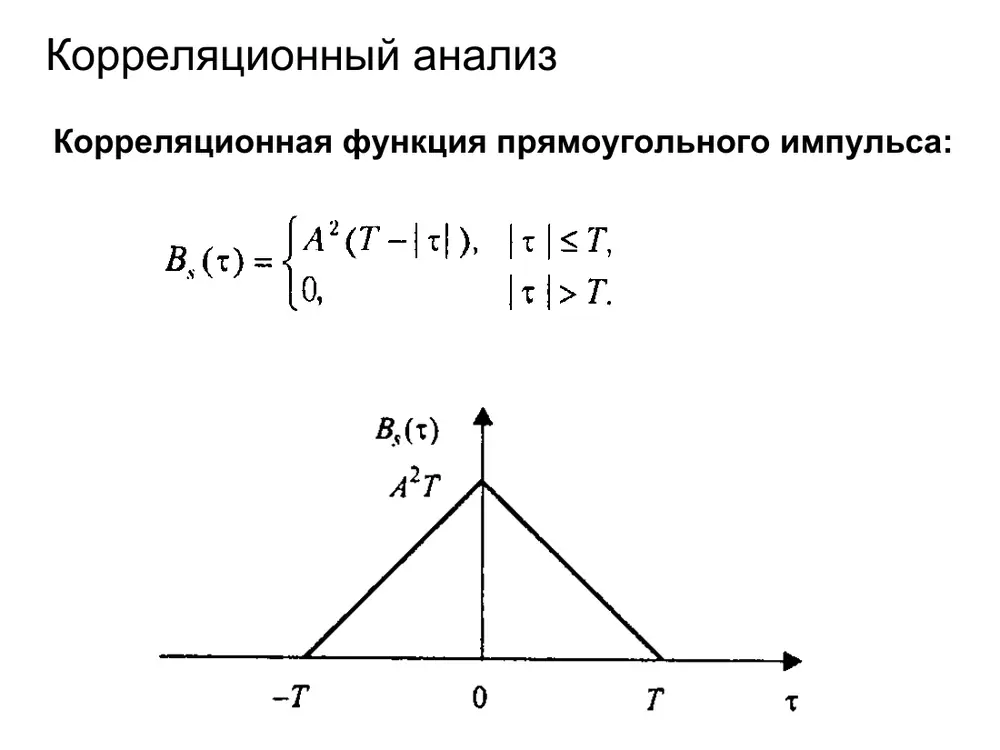 Корреляционный анализ
Корреляционная функция прямоугольного импульса:
B_s(τ) = { A²(T − |τ|), |τ| ≤ T,
0, |τ| > T.
B_s(τ)
A²T
−T 0 T τ